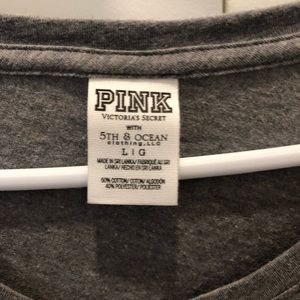 PINK
VICTORIA'S SECRET
WITH
5TH & OCEAN
clothing, LLC
L | G
MADE IN SRI LANKA/ FABRIQUÉ AU SRI
LANKA/ HECHO EN SRI LANKA
60% COTTON/ COTON/ ALGODÓN
40% POLYESTER/ POLIÉSTER